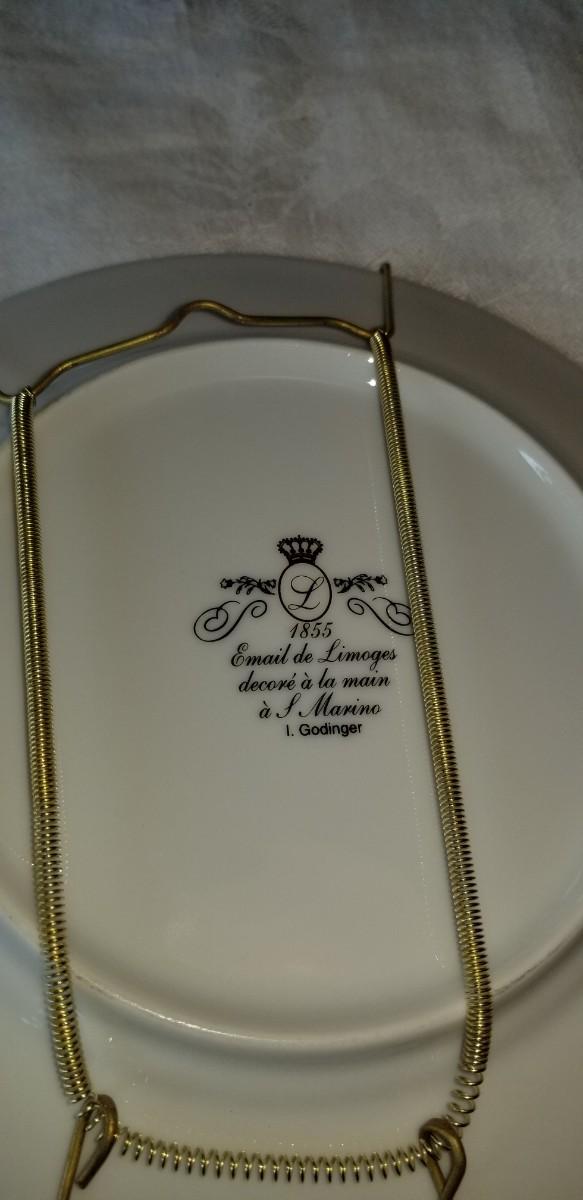 L
1855
Email de Limoges
decoré à la main
à S Marino
I. Godinger